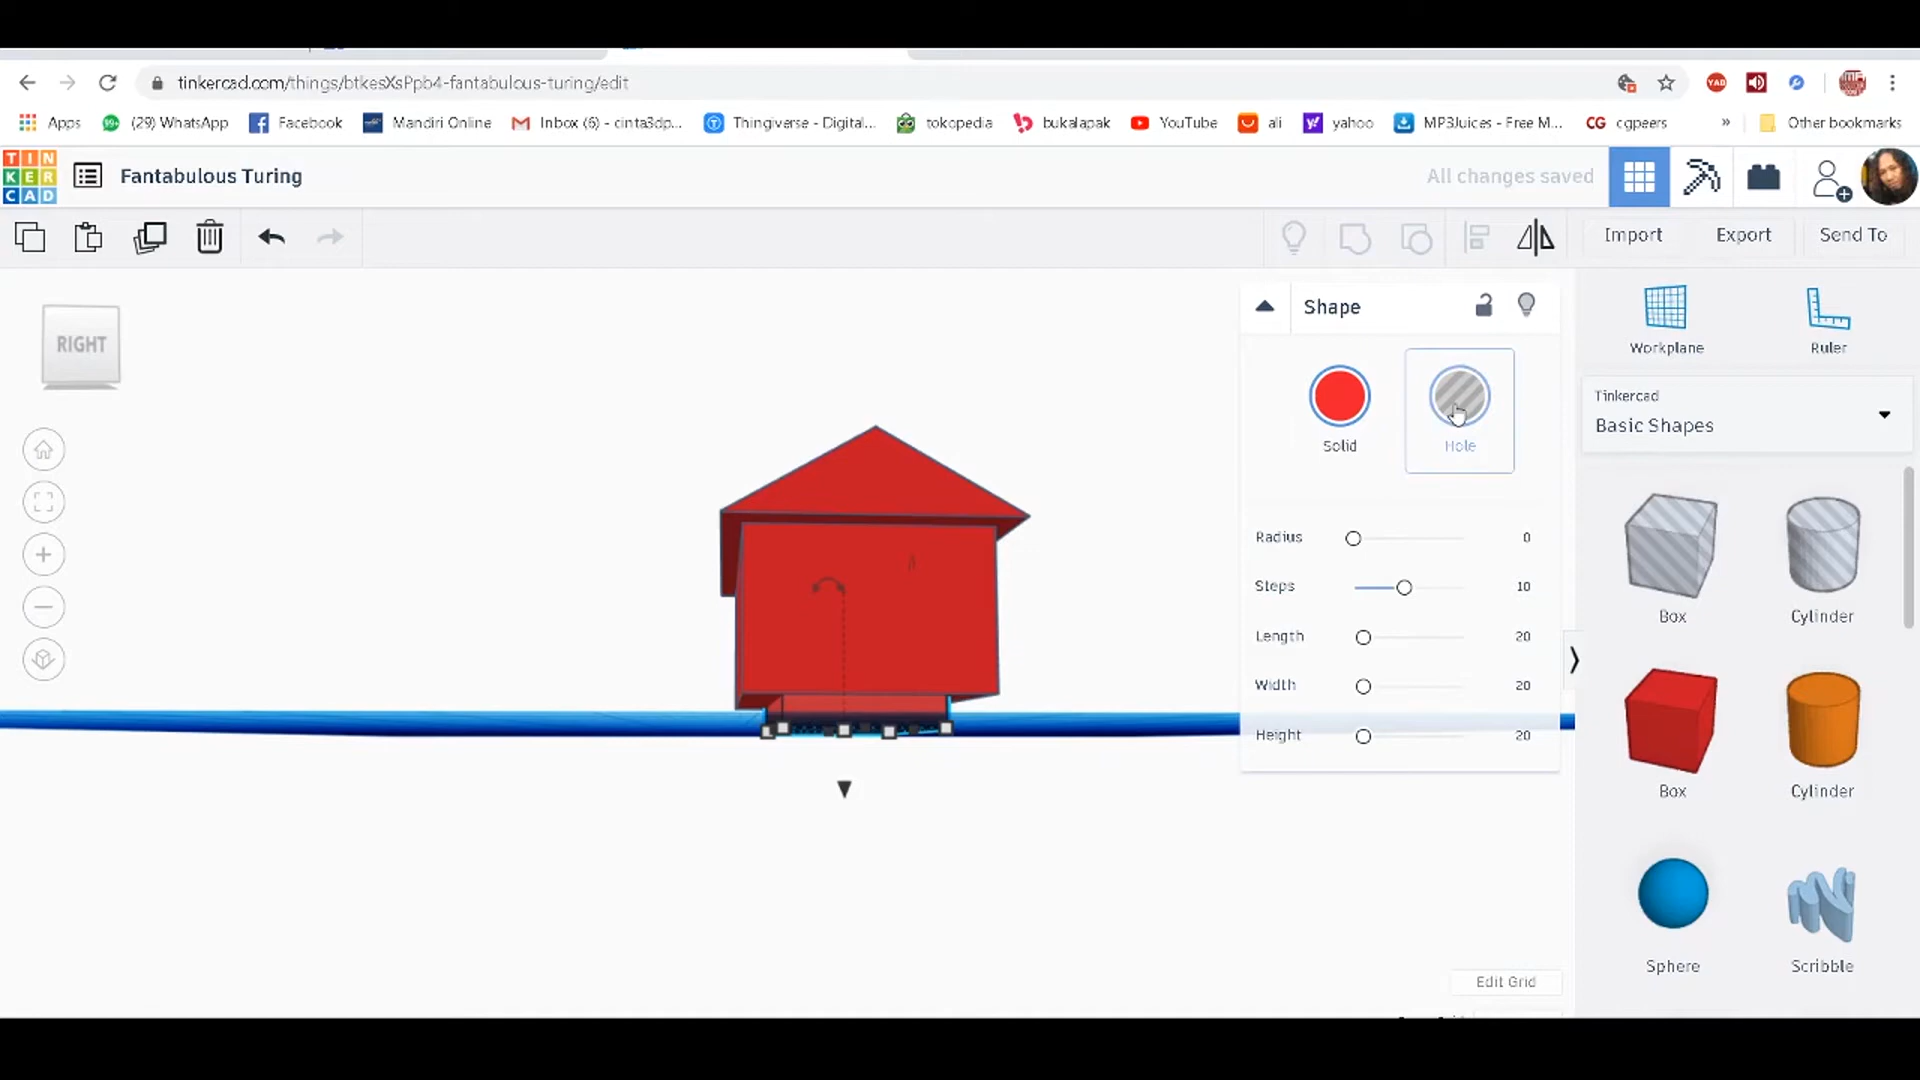 tinkercad.com/things/btkesXsPpb4-fantabulous-turing/edit
Apps (29) WhatsApp Facebook Mandiri Online Inbox (6) - cinta3dp... Thingiverse - Digital... tokopedia bukalapak YouTube ali yahoo MP3Juices - Free M... CG cgpeers » Other bookmarks
TIN
KER
CAD
Fantabulous Turing
All changes saved
Import Export Send To
RIGHT
Shape
Solid Hole
Radius 0
Steps 10
Length 20
Width 20
Height 20
Workplane Ruler
Tinkercad
Basic Shapes
Box Cylinder
Box Cylinder
Sphere Scribble
Edit Grid